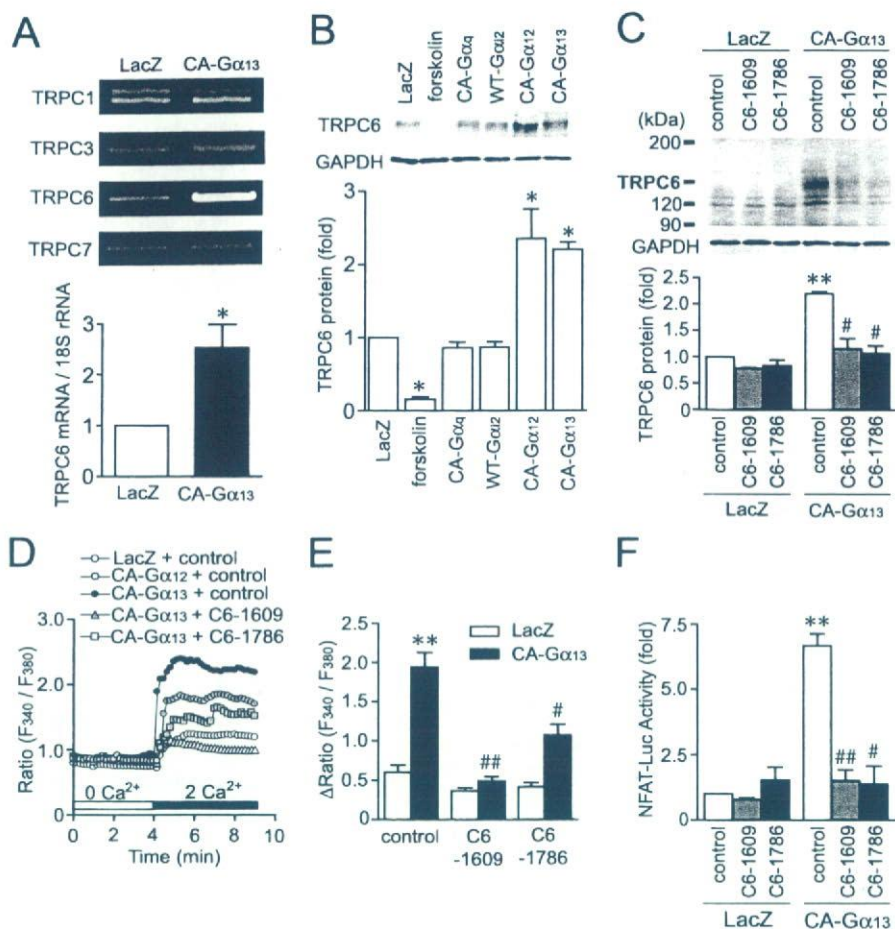 A
LacZ CA-Gα13
TRPC1
TRPC3
TRPC6
TRPC7
TRPC6 mRNA / 18S rRNA
3
2
1
0
*
LacZ
CA-Gα13
B
LacZ
forskolin
CA-Gαq
WT-Gαi2
CA-Gα12
CA-Gα13
TRPC6
GAPDH
TRPC6 protein (fold)
3
2
1
0
*
*
*
LacZ
forskolin
CA-Gαq
WT-Gαi2
CA-Gα12
CA-Gα13
C
LacZ CA-Gα13
control
C6-1609
C6-1786
control
C6-1609
C6-1786
(kDa)
200
TRPC6
120
90
GAPDH
TRPC6 protein (fold)
2.5
2.0
1.5
1.0
0.5
0
**
#
#
control
C6-1609
C6-1786
control
C6-1609
C6-1786
LacZ CA-Gα13
D
LacZ + control
CA-Gα12 + control
CA-Gα13 + control
CA-Gα13 + C6-1609
CA-Gα13 + C6-1786
Ratio (F340 / F380)
3.0
2.0
1.0
0
0 Ca2+ 2 Ca2+
0 2 4 6 8 10
Time (min)
E
LacZ
CA-Gα13
ΔRatio (F340 / F380)
2.5
2.0
1.5
1.0
0.5
0
**
##
#
control C6 C6
-1609 -1786
F
NFAT-Luc Activity (fold)
7.5
5.0
2.5
0
**
##
#
control
C6-1609
C6-1786
control
C6-1609
C6-1786
LacZ CA-Gα13